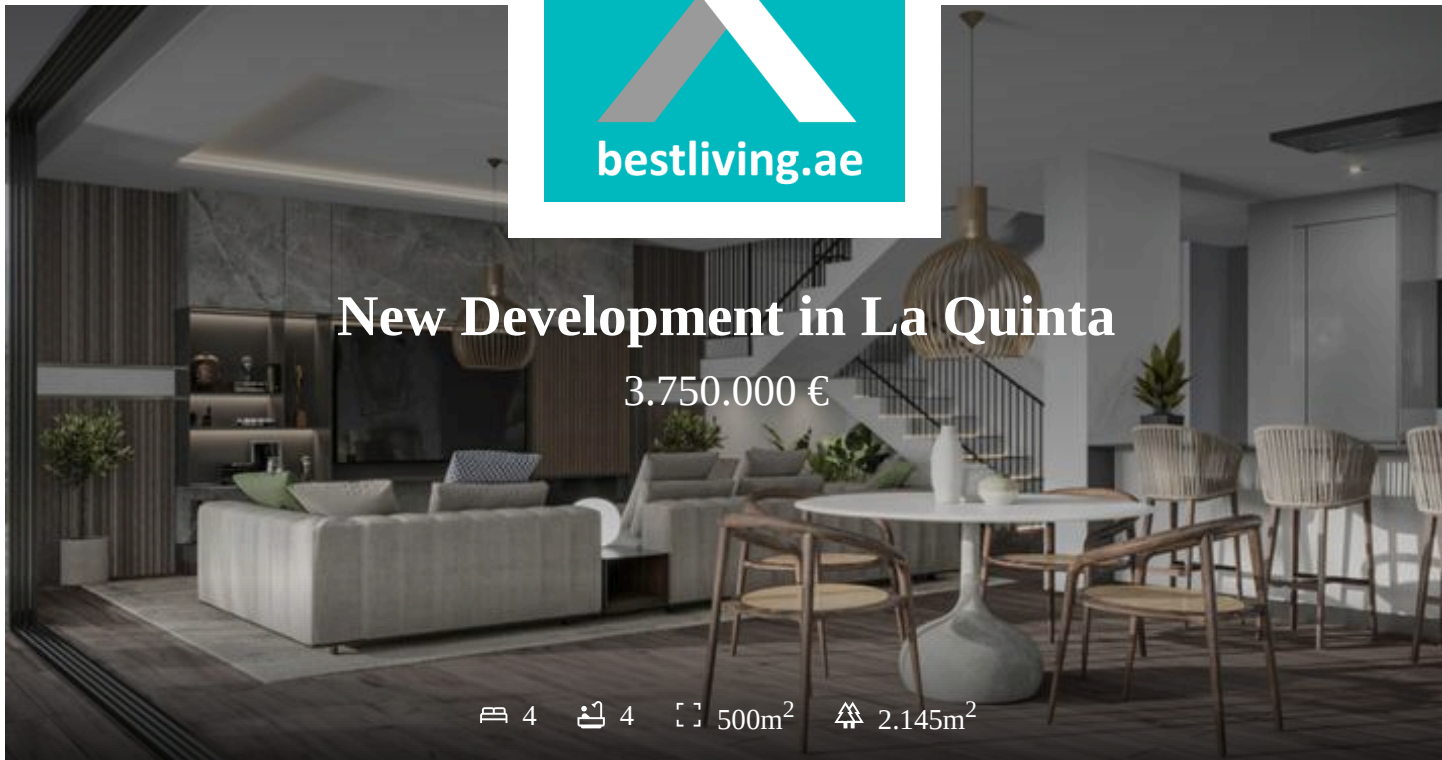 bestliving.ae
New Development in La Quinta
3.750.000 €
4 4 500m² 2.145m²